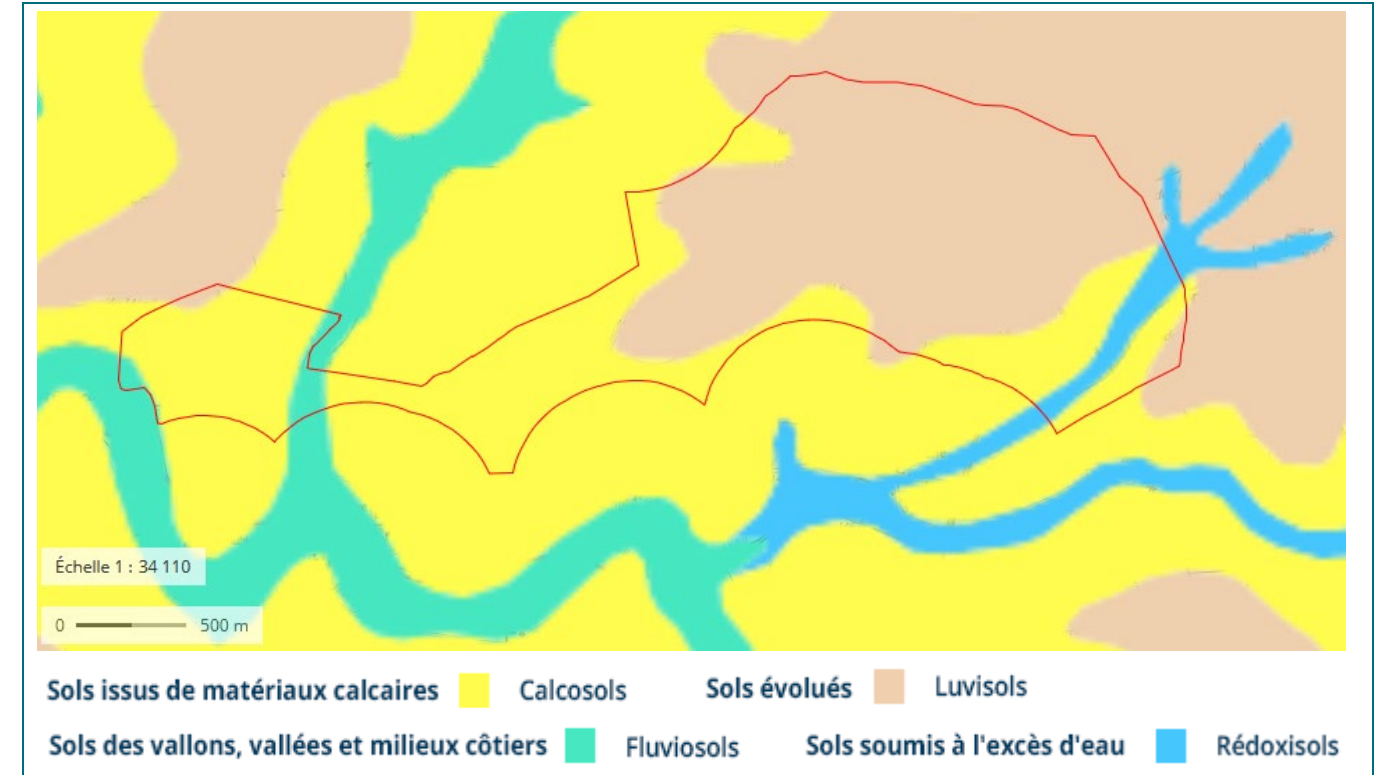 Échelle 1 : 34 110
0 500 m
Sols issus de matériaux calcaires Calcosols Sols évolués Luvisols
Sols des vallons, vallées et milieux côtiers Fluviosols Sols soumis à l'excès d'eau Rédoxisols